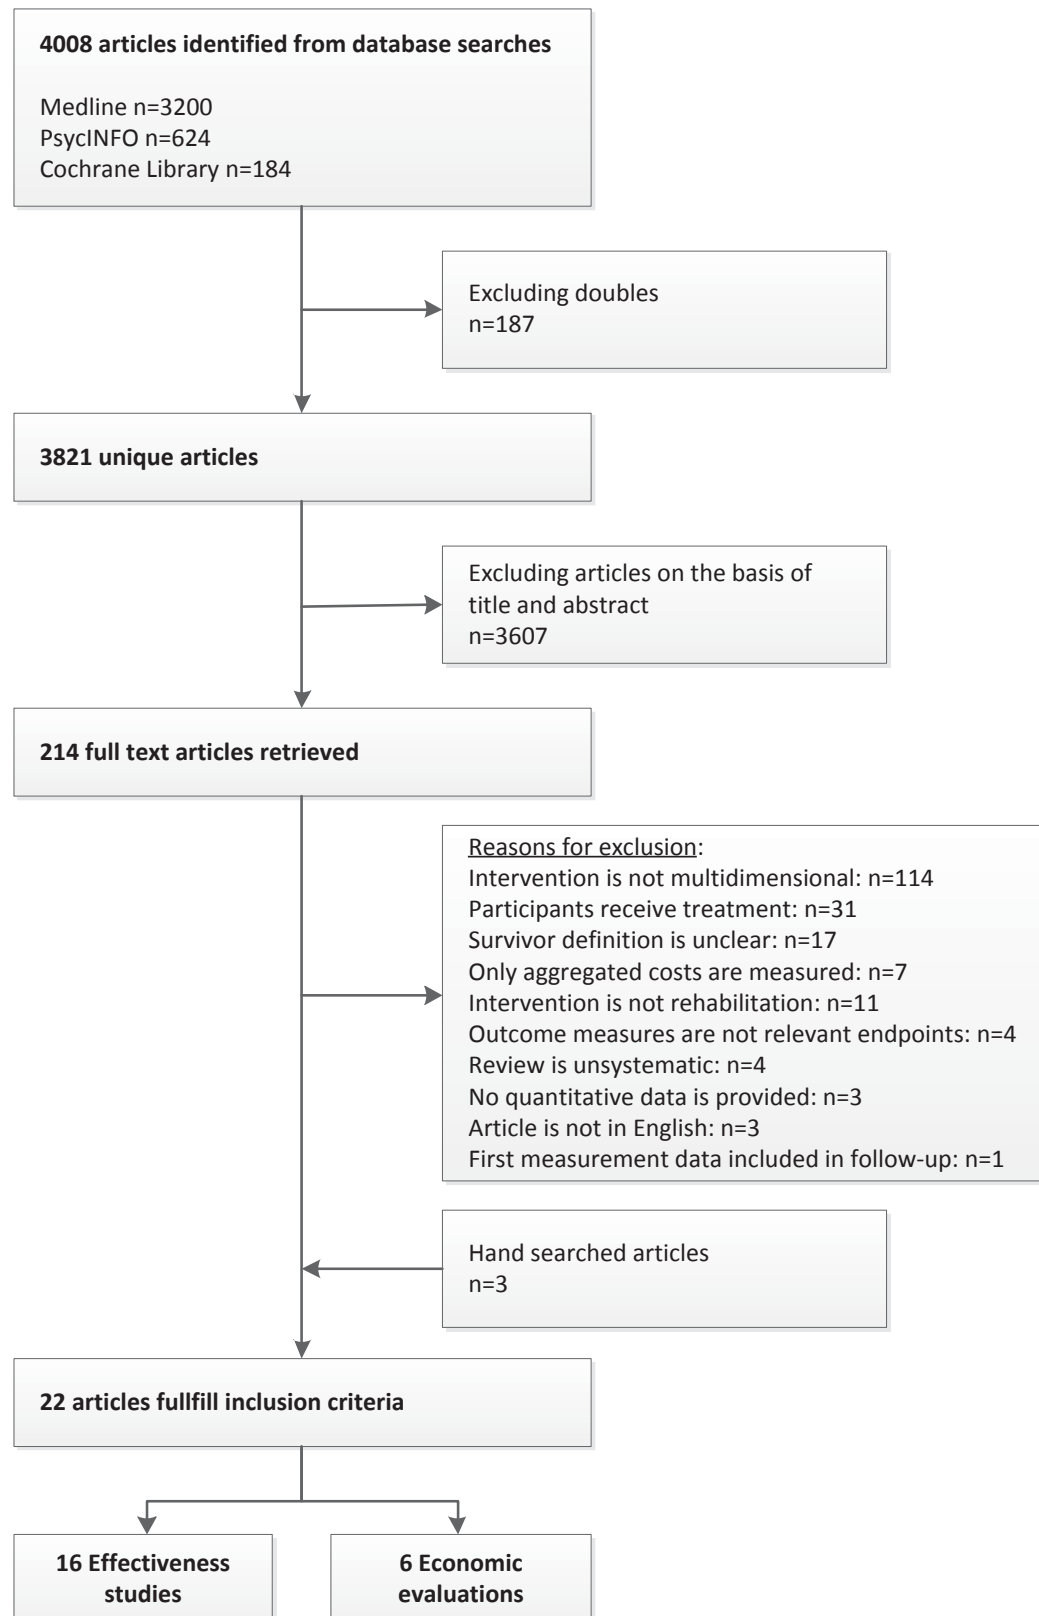 4008 articles identified from database searches
Medline n=3200
PsycINFO n=624
Cochrane Library n=184
Excluding doubles
n=187
3821 unique articles
Excluding articles on the basis of
title and abstract
n=3607
214 full text articles retrieved
Reasons for exclusion:
Intervention is not multidimensional: n=114
Participants receive treatment: n=31
Survivor definition is unclear: n=17
Only aggregated costs are measured: n=7
Intervention is not rehabilitation: n=11
Outcome measures are not relevant endpoints: n=4
Review is unsystematic: n=4
No quantitative data is provided: n=3
Article is not in English: n=3
First measurement data included in follow-up: n=1
Hand searched articles
n=3
22 articles fullfill inclusion criteria
16 Effectiveness
studies
6 Economic
evaluations